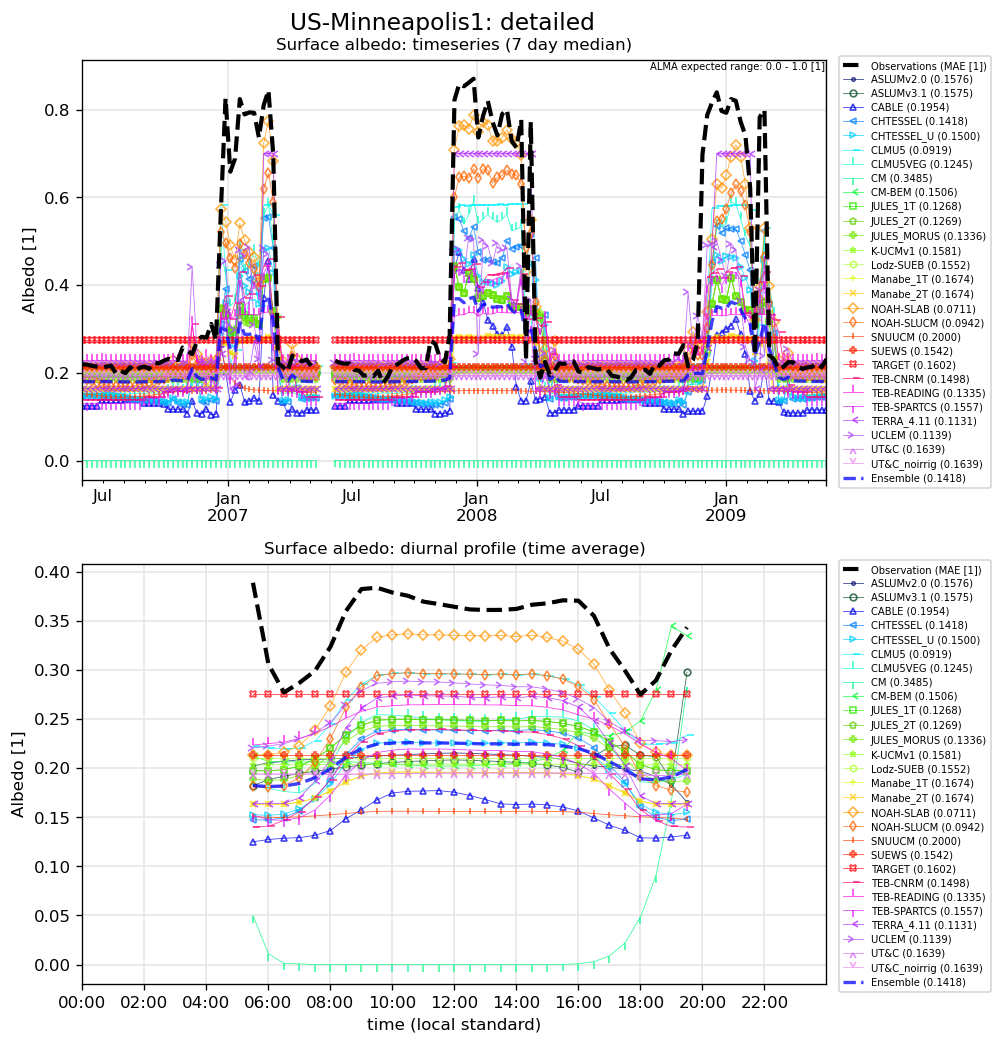 US-Minneapolis1: detailed
Surface albedo: timeseries (7 day median)
ALMA expected range: 0.0 - 1.0 [1]
Albedo [1]
0.8
0.6
0.4
0.2
0.0
Jul
Jan
2007
Jul
Jan
2008
Jul
Jan
2009
Observations (MAE [1])
ASLUMv2.0 (0.1576)
ASLUMv3.1 (0.1575)
CABLE (0.1954)
CHTESSEL (0.1418)
CHTESSEL_U (0.1500)
CLMU5 (0.0919)
CLMU5VEG (0.1245)
CM (0.3485)
CM-BEM (0.1506)
JULES_1T (0.1268)
JULES_2T (0.1269)
JULES_MORUS (0.1336)
K-UCMv1 (0.1581)
Lodz-SUEB (0.1552)
Manabe_1T (0.1674)
Manabe_2T (0.1674)
NOAH-SLAB (0.0711)
NOAH-SLUCM (0.0942)
SNUUCM (0.2000)
SUEWS (0.1542)
TARGET (0.1602)
TEB-CNRM (0.1498)
TEB-READING (0.1335)
TEB-SPARTCS (0.1557)
TERRA_4.11 (0.1131)
UCLEM (0.1139)
UT&C (0.1639)
UT&C_noirrig (0.1639)
Ensemble (0.1418)
Surface albedo: diurnal profile (time average)
Albedo [1]
0.40
0.35
0.30
0.25
0.20
0.15
0.10
0.05
0.00
00:00 02:00 04:00 06:00 08:00 10:00 12:00 14:00 16:00 18:00 20:00 22:00
time (local standard)
Observation (MAE [1])
ASLUMv2.0 (0.1576)
ASLUMv3.1 (0.1575)
CABLE (0.1954)
CHTESSEL (0.1418)
CHTESSEL_U (0.1500)
CLMU5 (0.0919)
CLMU5VEG (0.1245)
CM (0.3485)
CM-BEM (0.1506)
JULES_1T (0.1268)
JULES_2T (0.1269)
JULES_MORUS (0.1336)
K-UCMv1 (0.1581)
Lodz-SUEB (0.1552)
Manabe_1T (0.1674)
Manabe_2T (0.1674)
NOAH-SLAB (0.0711)
NOAH-SLUCM (0.0942)
SNUUCM (0.2000)
SUEWS (0.1542)
TARGET (0.1602)
TEB-CNRM (0.1498)
TEB-READING (0.1335)
TEB-SPARTCS (0.1557)
TERRA_4.11 (0.1131)
UCLEM (0.1139)
UT&C (0.1639)
UT&C_noirrig (0.1639)
Ensemble (0.1418)